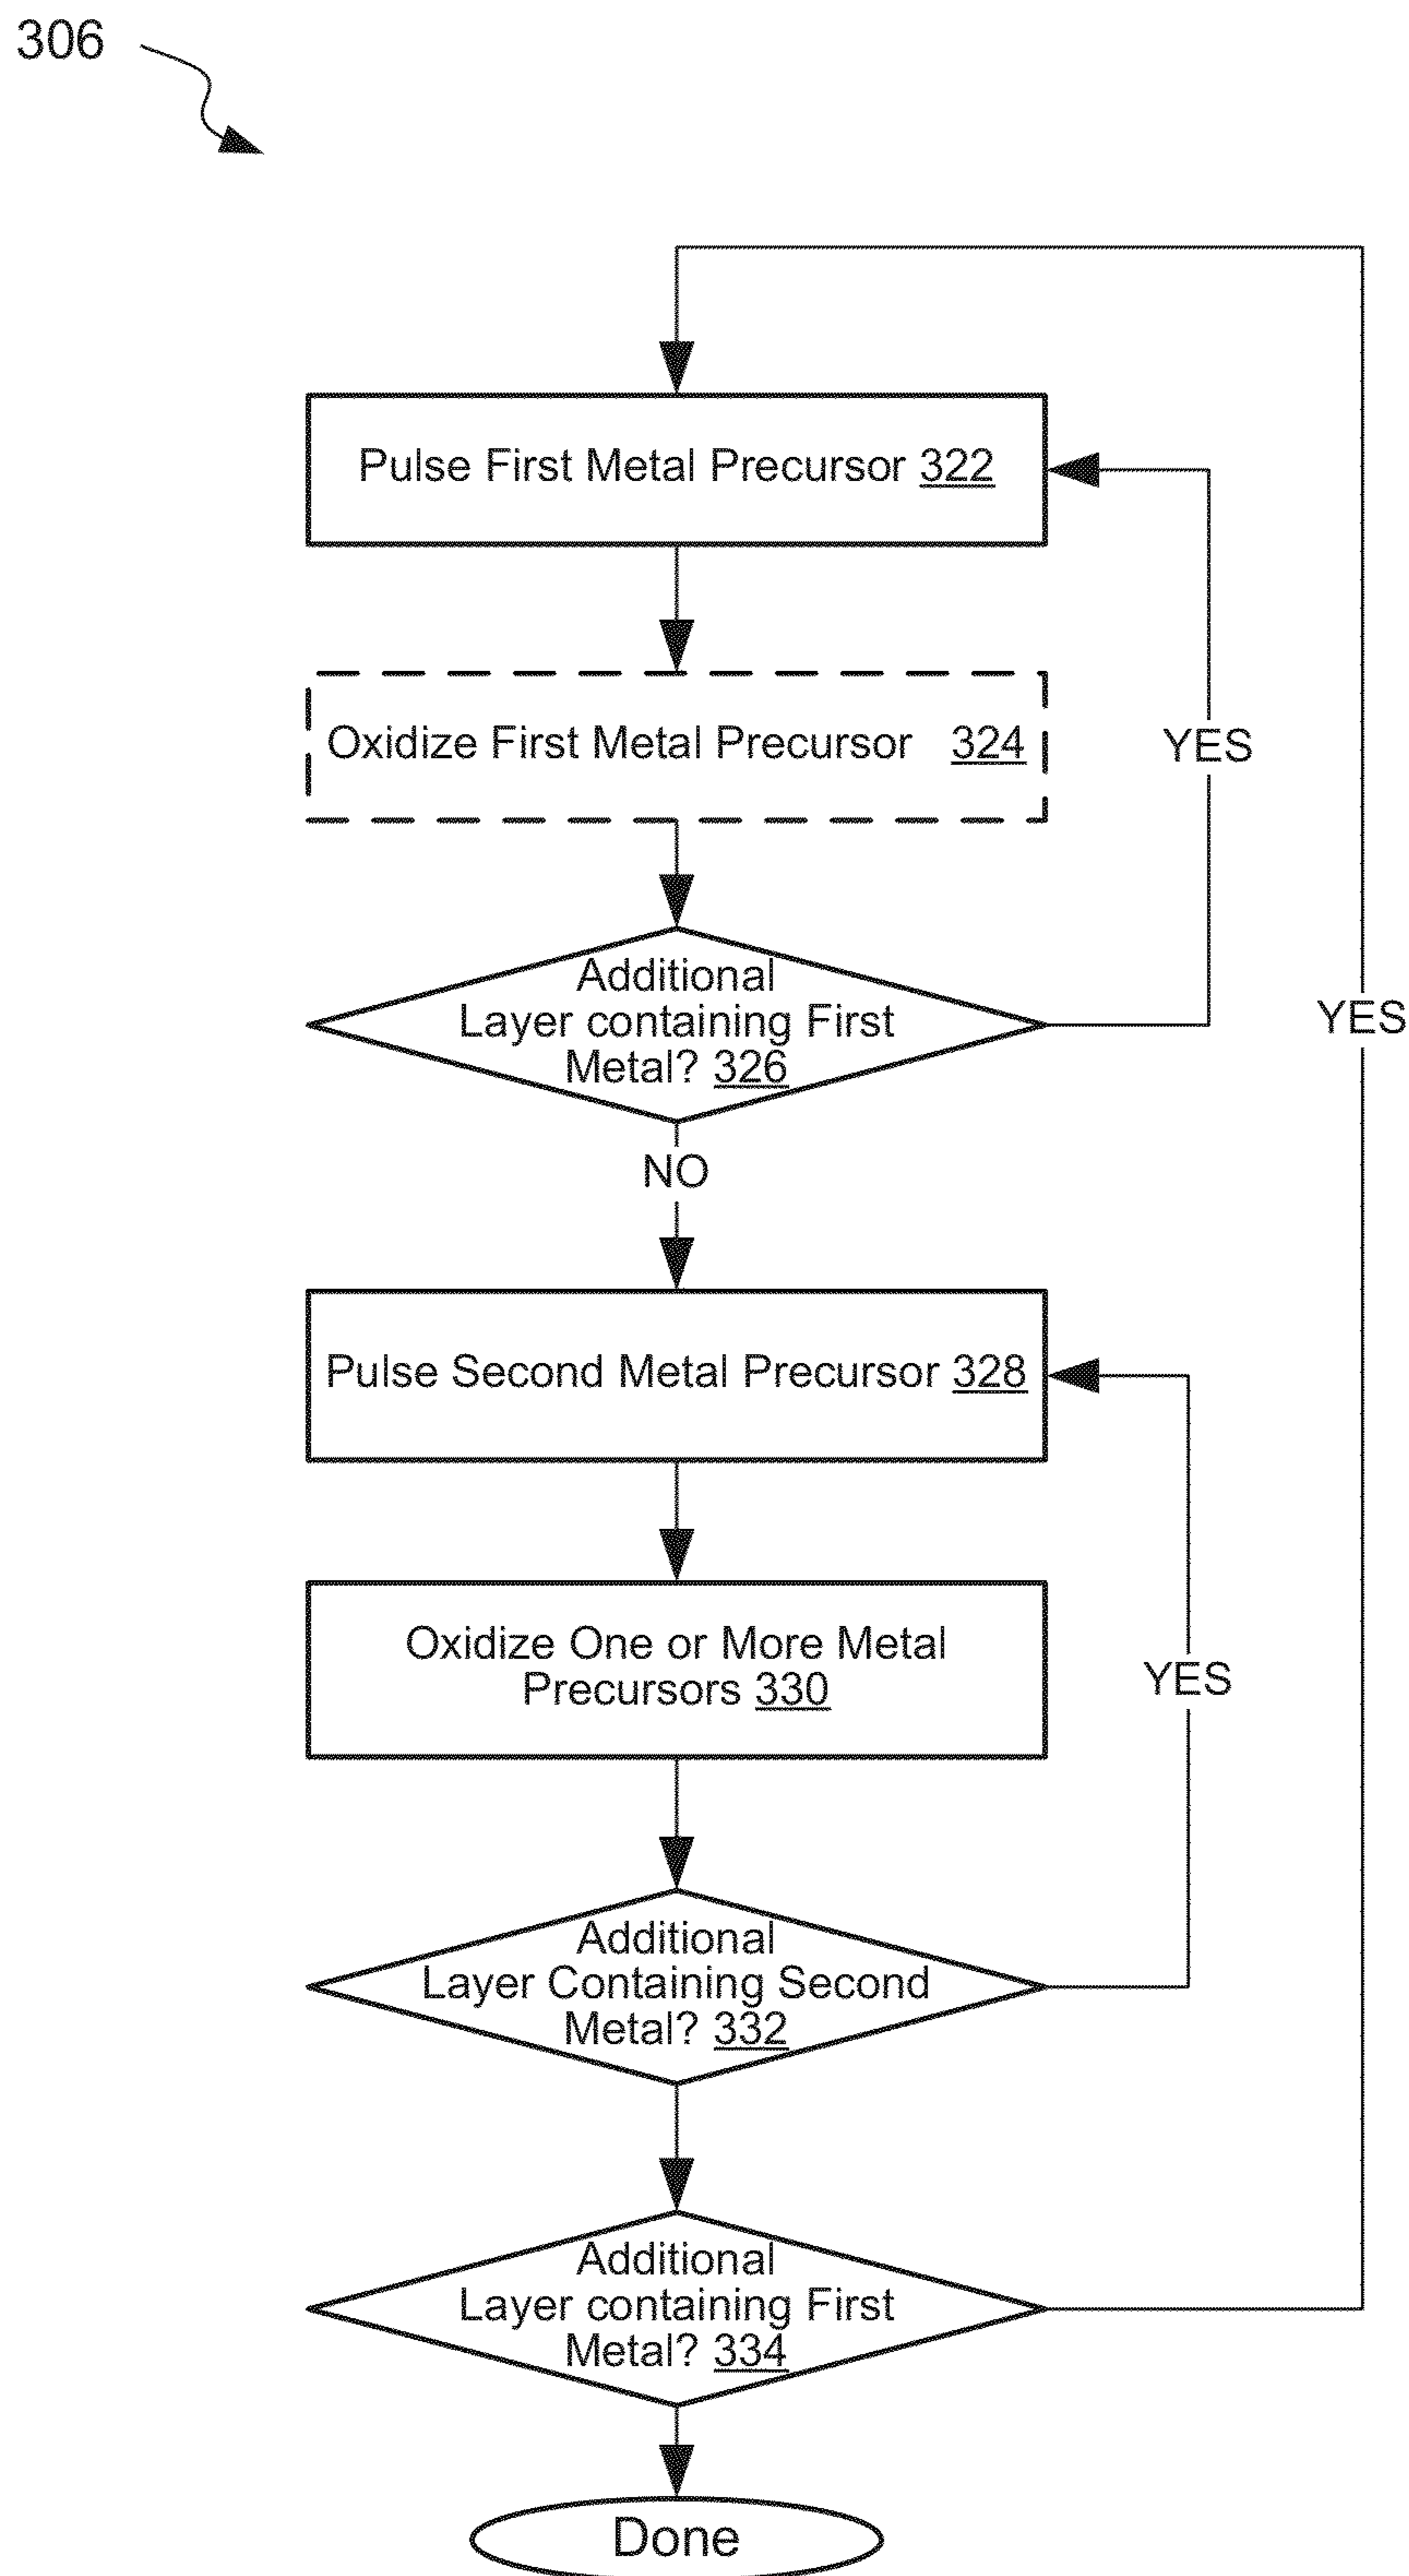 306
Pulse First Metal Precursor 322
Oxidize First Metal Precursor 324
YES
Additional
Layer containing First
Metal? 326
YES
NO
Pulse Second Metal Precursor 328
Oxidize One or More Metal
Precursors 330
YES
Additional
Layer Containing Second
Metal? 332
Additional
Layer containing First
Metal? 334
Done